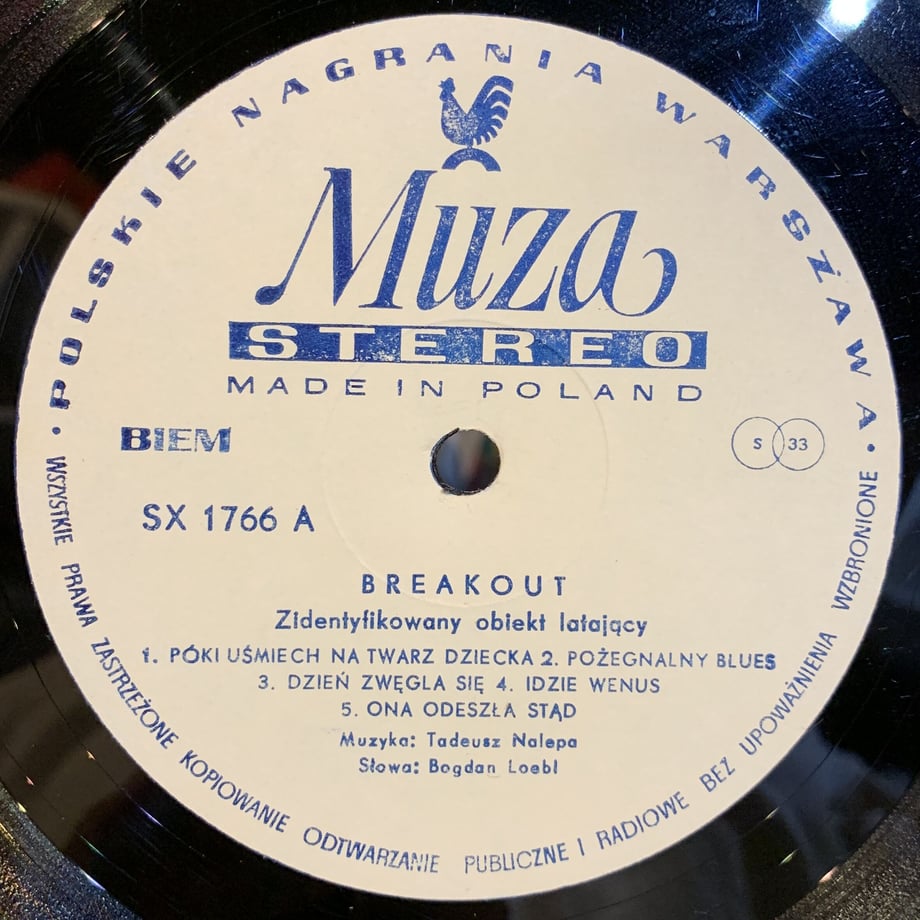 • POLSKIE NAGRANIA WARSZAWA •
Muza
STEREO
MADE IN POLAND
BIEM
S 33
SX 1766 A
BREAKOUT
Zidentyfikowany obiekt latający
1. PÓKI UŚMIECH NA TWARZ DZIECKA 2. POŻEGNALNY BLUES
3. DZIEŃ ZWĘGLA SIĘ 4. IDZIE WENUS
5. ONA ODESZŁA STĄD
Muzyka: Tadeusz Nalepa
Słowa: Bogdan Loebl
WSZYSTKIE PRAWA ZASTRZEŻONE KOPIOWANIE ODTWARZANIE PUBLICZNE I RADIOWE BEZ UPOWAŻNIENIA WZBRONIONE